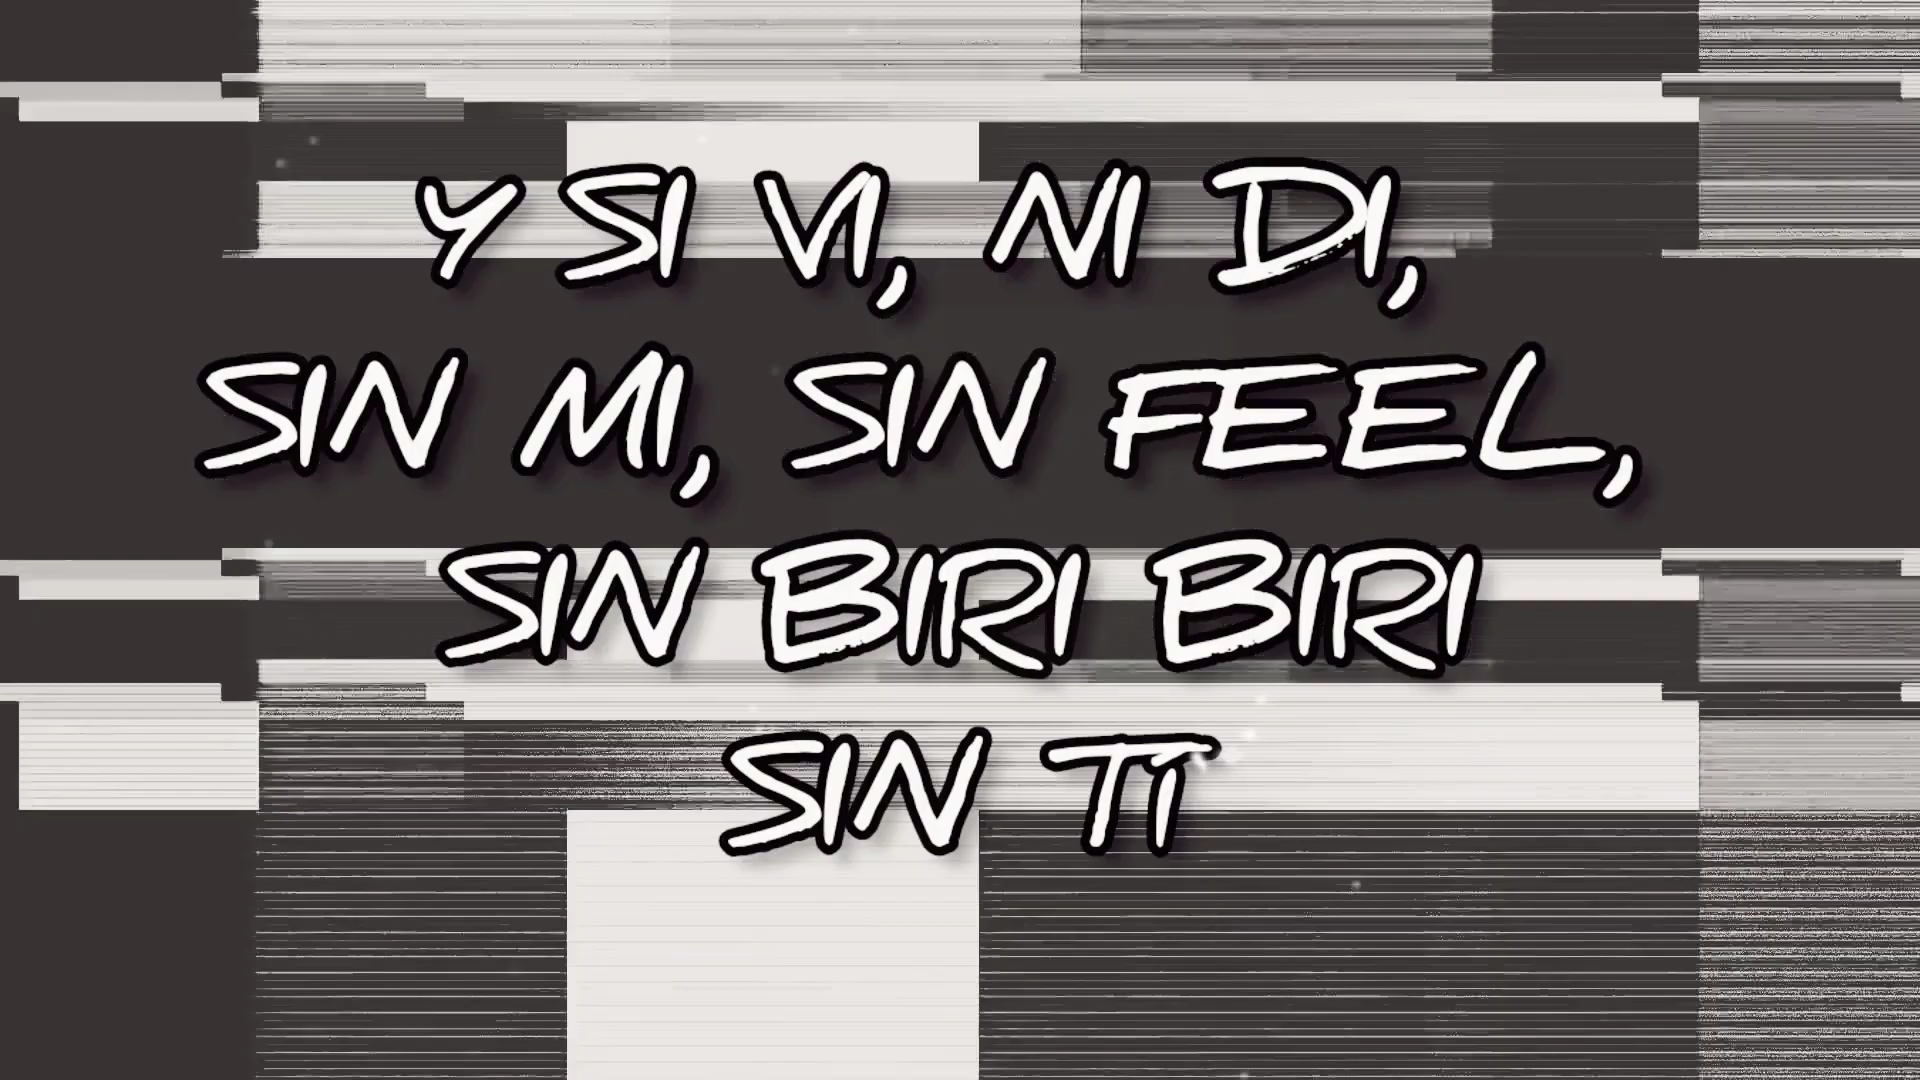 Y SI VI, NI DI,
SIN MI, SIN FEEL,
SIN BIRI BIRI
SIN TI